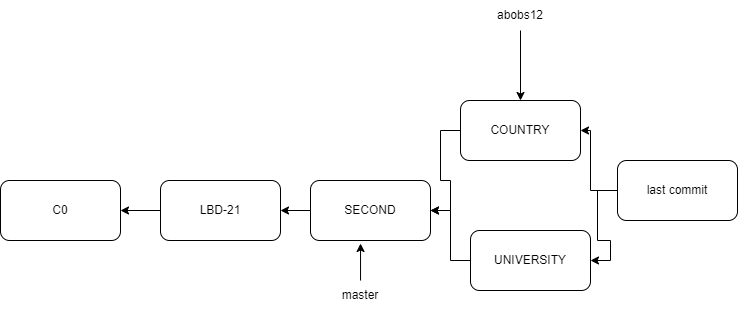 abobs12
COUNTRY
last commit
C0
LBD-21
SECOND
UNIVERSITY
master